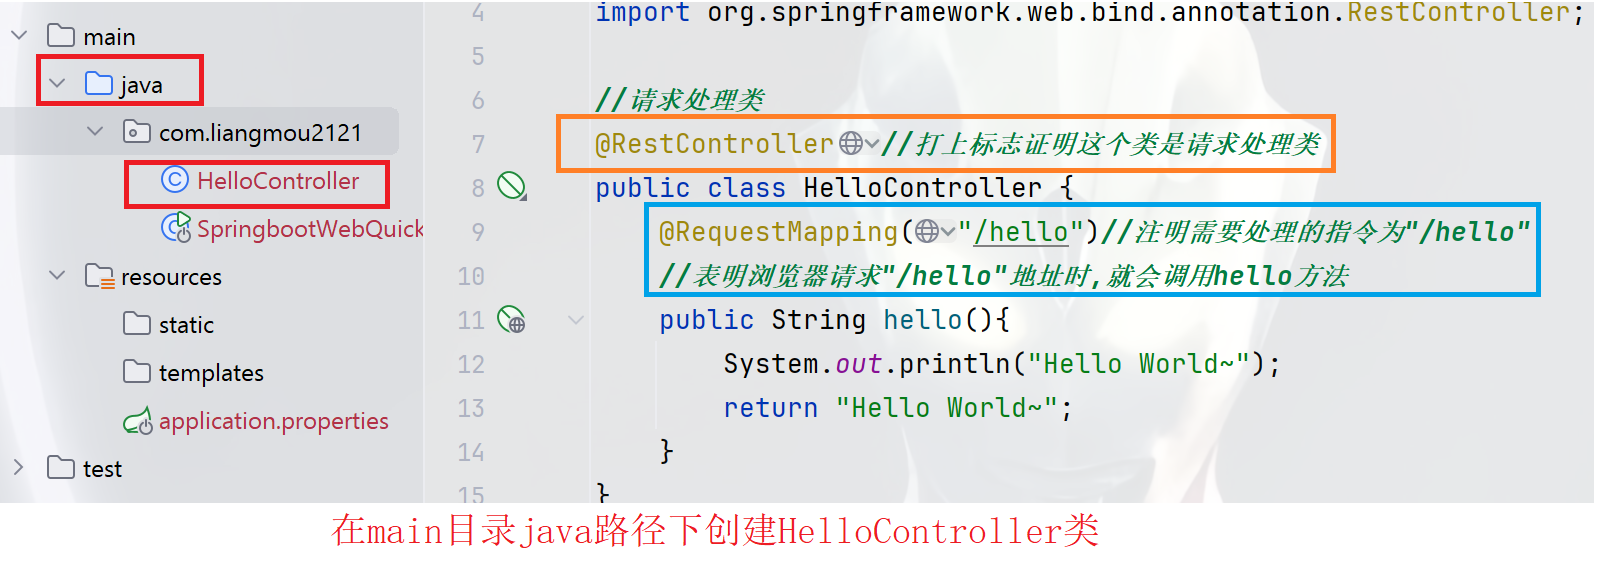 main
java
com.liangmou2121
HelloController
SpringbootWebQuick
resources
static
templates
application.properties
test
4 import org.springframework.web.bind.annotation.RestController;
5
6 //请求处理类
7 @RestController //打上标志证明这个类是请求处理类
8 public class HelloController {
9 @RequestMapping("/hello")//注明需要处理的指令为"/hello"
10 //表明浏览器请求"/hello"地址时,就会调用hello方法
11 public String hello(){
12 System.out.println("Hello World~");
13 return "Hello World~";
14 }
15 }
在main目录java路径下创建HelloController类